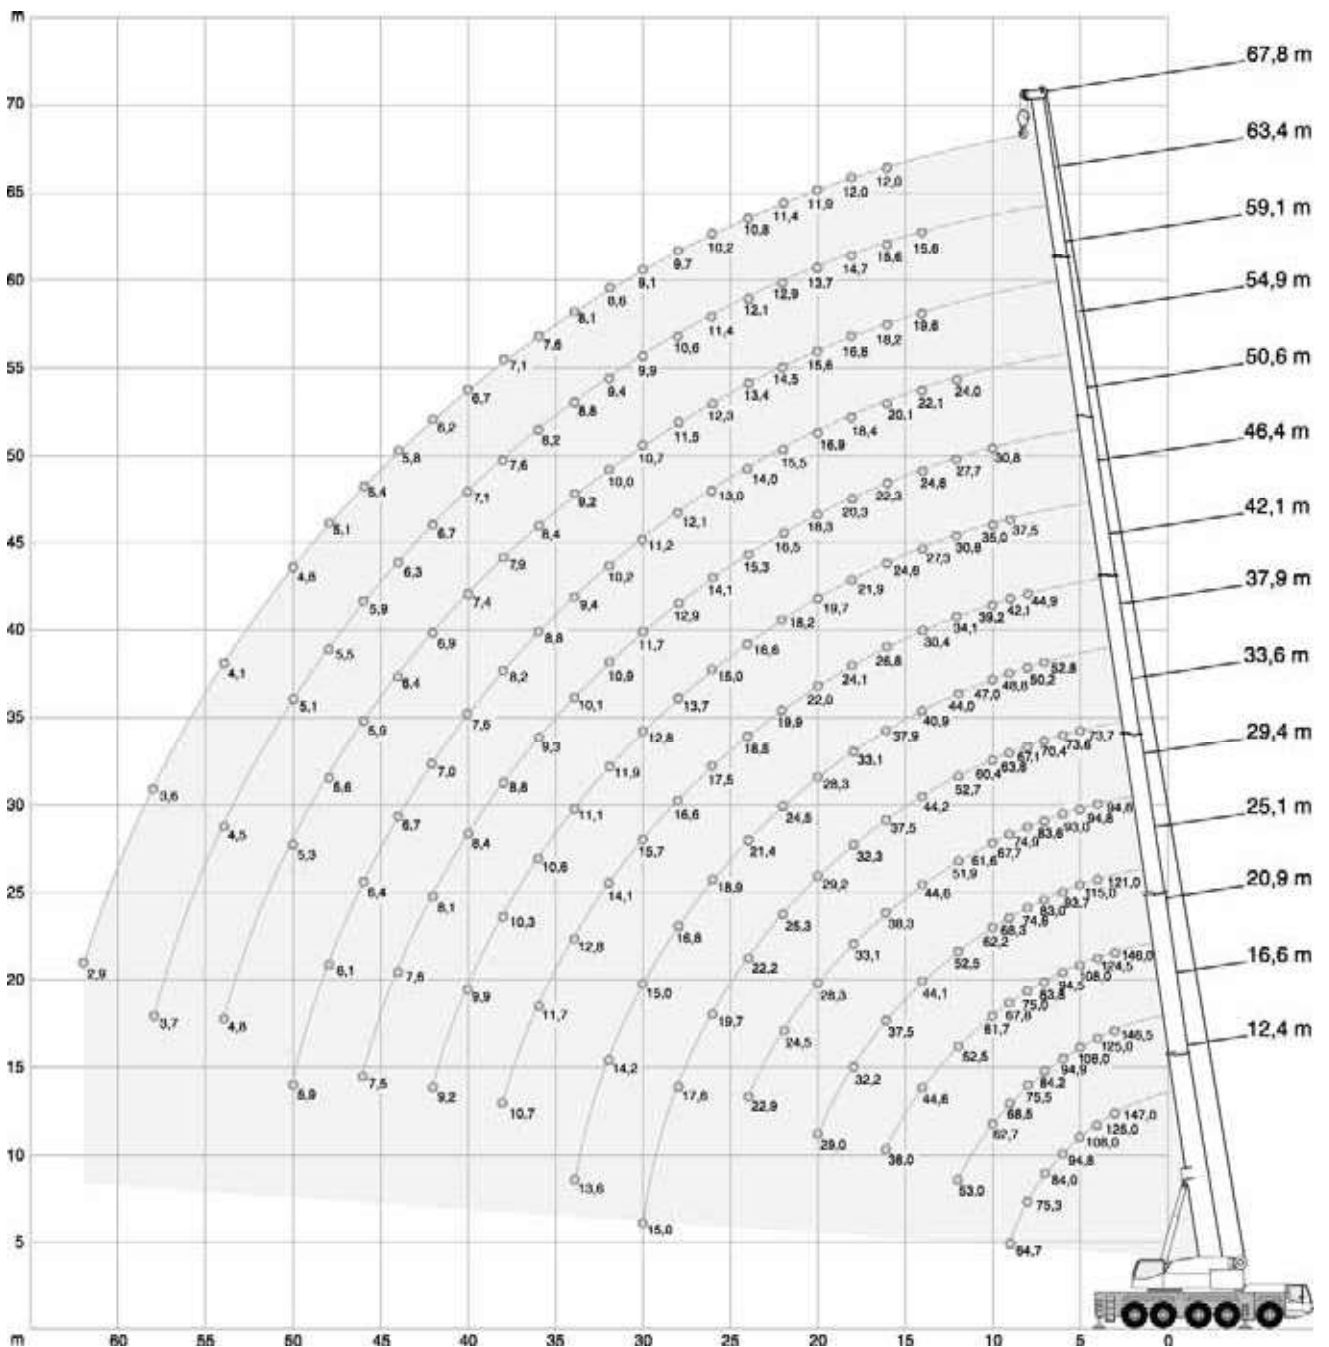 m
70
65
60
55
50
45
40
35
30
25
20
15
10
5
67,8 m
63,4 m
59,1 m
54,9 m
50,6 m
46,4 m
42,1 m
37,9 m
33,6 m
29,4 m
25,1 m
20,9 m
16,6 m
12,4 m
2,9 3,6 4,1 4,8 5,1 5,4 5,8 6,2 6,7 7,1 7,6 8,1 8,6 9,1 9,7 10,2 10,8 11,4 11,9 12,0 12,0
3,7 4,5 5,1 5,5 5,9 6,3 6,7 7,1 7,6 8,2 8,8 9,4 9,9 10,6 11,4 12,1 12,9 13,7 14,7 15,6 15,6
4,8 5,3 5,6 5,9 6,4 6,9 7,4 7,9 8,4 9,2 10,0 10,7 11,5 12,3 13,4 14,5 15,6 16,8 18,2 19,6
5,9 6,1 6,4 6,7 7,0 7,6 8,2 8,8 9,4 10,2 11,2 12,1 13,0 14,0 15,5 16,9 18,4 20,1 22,1 24,0
7,5 7,8 8,1 8,4 8,8 9,3 10,1 10,9 11,7 12,9 14,1 15,3 16,5 18,3 20,3 22,3 24,8 27,7 30,8
9,2 9,9 10,3 10,6 11,1 11,9 12,8 13,7 15,0 16,6 18,2 19,7 21,9 24,6 27,3 30,8 35,0 37,5
10,7 11,7 12,8 14,1 15,7 16,6 17,5 18,8 19,9 22,0 24,1 26,8 30,4 34,1 39,2 42,1 44,9
13,6 14,2 15,0 16,8 18,9 21,4 24,8 28,3 33,1 37,9 40,9 44,0 47,0 48,8 50,2 52,8
15,0 17,6 19,7 22,2 25,3 29,2 32,3 37,5 44,2 52,7 60,4 63,8 67,1 70,4 73,6 73,7
22,9 24,5 28,3 33,1 38,3 44,6 51,9 61,6 67,7 74,9 83,6 93,0 94,8 94,6
29,0 32,2 37,5 44,1 52,5 62,2 68,3 74,8 83,0 93,7 115,0 121,0
38,0 44,6 52,5 61,7 67,8 75,0 83,8 94,5 108,0 124,5 146,0
53,0 62,7 68,5 75,5 84,2 94,9 108,0 125,0 146,5
64,7 75,3 84,0 94,8 108,0 125,0 147,0
m 60 55 50 45 40 35 30 25 20 15 10 5 0